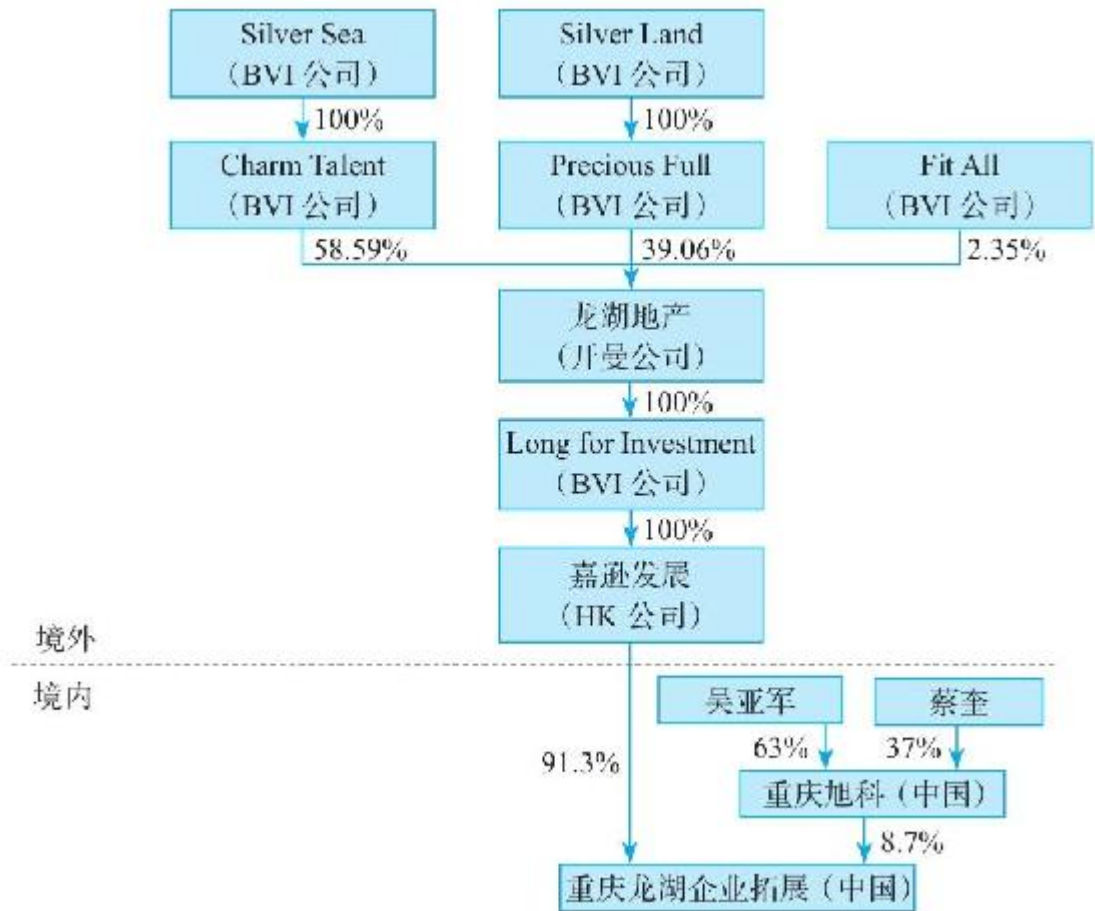 Silver Sea
（BVI 公司）
Silver Land
（BVI 公司）
100%
100%
Charm Talent
（BVI 公司）
Precious Full
（BVI 公司）
Fit All
（BVI 公司）
58.59%
39.06%
2.35%
龙湖地产
（开曼公司）
100%
Long for Investment
（BVI 公司）
100%
嘉逊发展
（HK 公司）
境外
境内
吴亚军
蔡奎
91.3%
63%
37%
重庆旭科（中国）
8.7%
重庆龙湖企业拓展（中国）